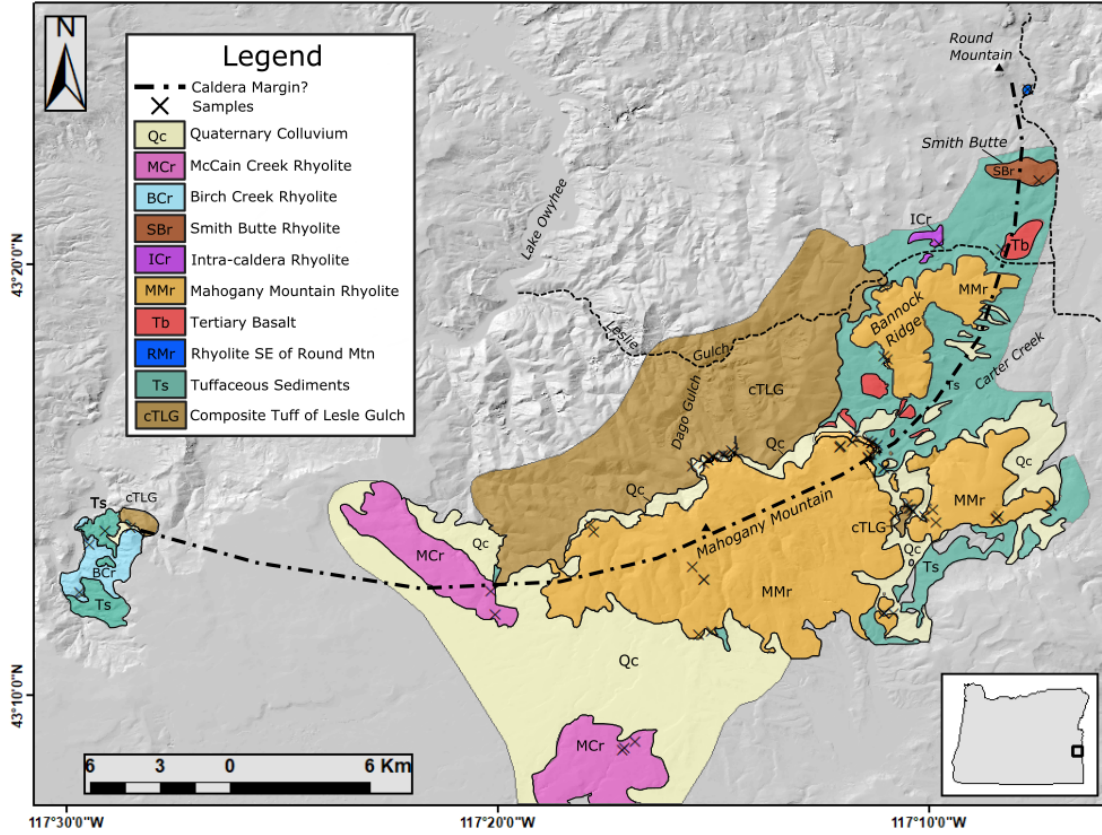 N
Legend
Caldera Margin?
Samples
Qc Quaternary Colluvium
MCr McCain Creek Rhyolite
BCr Birch Creek Rhyolite
SBr Smith Butte Rhyolite
ICr Intra-caldera Rhyolite
MMr Mahogany Mountain Rhyolite
Tb Tertiary Basalt
RMr Rhyolite SE of Round Mtn
Ts Tuffaceous Sediments
cTLG Composite Tuff of Lesle Gulch
Round
Mountain
Smith Butte
SBr
ICr
Tb
Lake Owyhee
MMr
Bannock
Ridge
Leslie
Gulch
Carter Creek
Ts
cTLG
Dago Gulch
Qc
Qc
Qc
MMr
Ts
cTLG
Mahogany Mountain
cTLG
Qc
MCr
Qc
BCr
Ts
Ts
MMr
Qc
MCr
43°20'0"N
43°10'0"N
6 3 0 6 Km
117°30'0"W
117°20'0"W
117°10'0"W